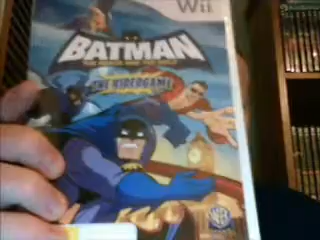 Wii
BATMAN
THE BRAVE AND THE BOLD
THE VIDEOGAME
WB